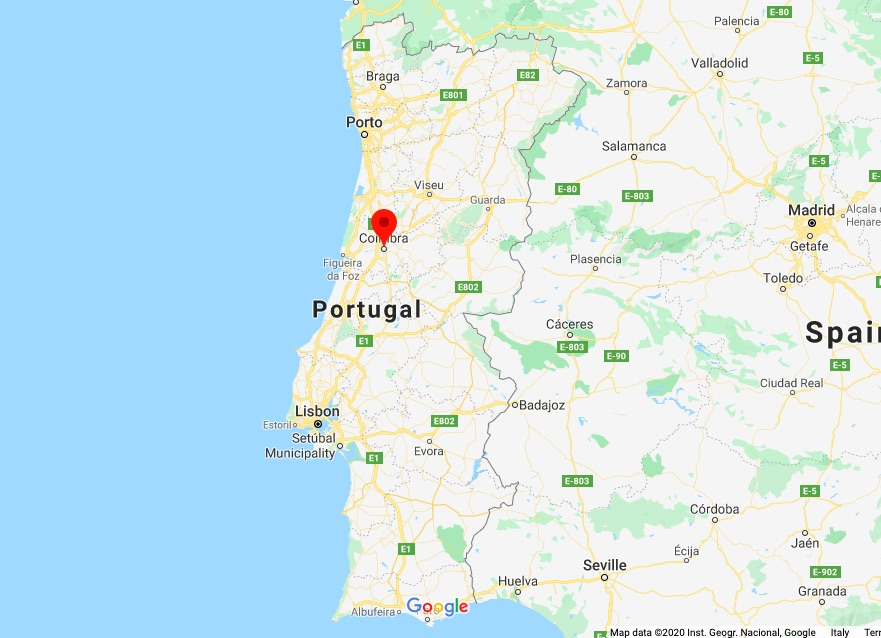 E-80
Palencia
E1
E-5
Valladolid
Braga
E82
Zamora
E801
Porto
Salamanca
E-5
Viseu
E-80
E-803
Guarda
Madrid
Alcala d
Henare
Coimbra
Getafe
Figueira
da Foz
Plasencia
Toledo
E802
Portugal
Cáceres
Spain
E1
E-803
E-90
E-5
Ciudad Real
Lisbon
Badajoz
Estoril
E802
Setúbal
Municipality
Evora
E1
E-803
E-5
Córdoba
E1
Écija
Jaén
Seville
E-902
Huelva
Granada
Albufeira
Google
Map data ©2020 Inst. Geogr. Nacional, Google Italy Ter